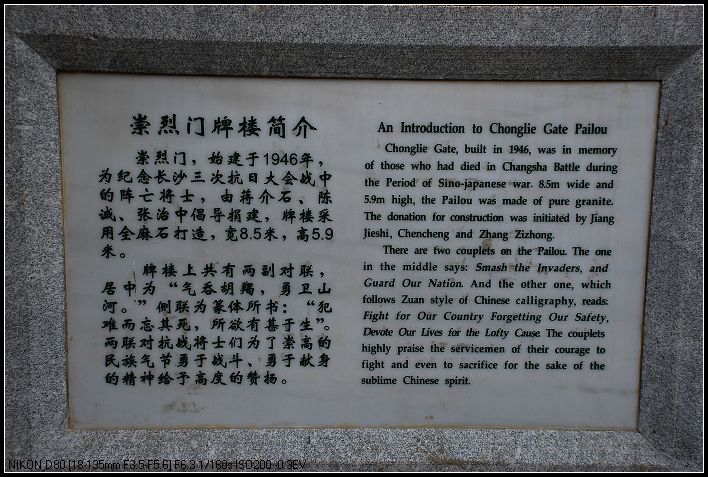 崇烈门牌楼简介
崇烈门，始建于1946年，
为纪念长沙三次抗日大会战中
的阵亡将士，由蒋介石、陈
诚、张治中倡导捐建，牌楼采
用全麻石打造，宽8.5米，高5.9
米。
牌楼上共有两副对联，
居中为“气吞胡羯，勇卫山
河。”侧联为篆体所书：“犯
难而忘其死，所欲有甚于生”。
两联对抗战将士们为了崇高的
民族气节勇于战斗、勇于献身
的精神给予高度的赞扬。
An Introduction to Chonglie Gate Pailou
Chonglie Gate, built in 1946, was in memory
of those who had died in Changsha Battle during
the Period of Sino-japanese war. 8.5m wide and
5.9m high, the Pailou was made of pure granite.
The donation for construction was initiated by Jiang
Jieshi, Chencheng and Zhang Zizhong.
There are two couplets on the Pailou. The one
in the middle says: Smash the Invaders, and
Guard Our Nation. And the other one, which
follows Zuan style of Chinese calligraphy, reads:
Fight for Our Country Forgetting Our Safety,
Devote Our Lives for the Lofty Cause. The couplets
highly praise the servicemen of their courage to
fight and even to sacrifice for the sake of the
sublime Chinese spirit.
NIKON D80 [18-135mm F3.5-F5.6] F6.3 1/160s ISO200 -0.3EV